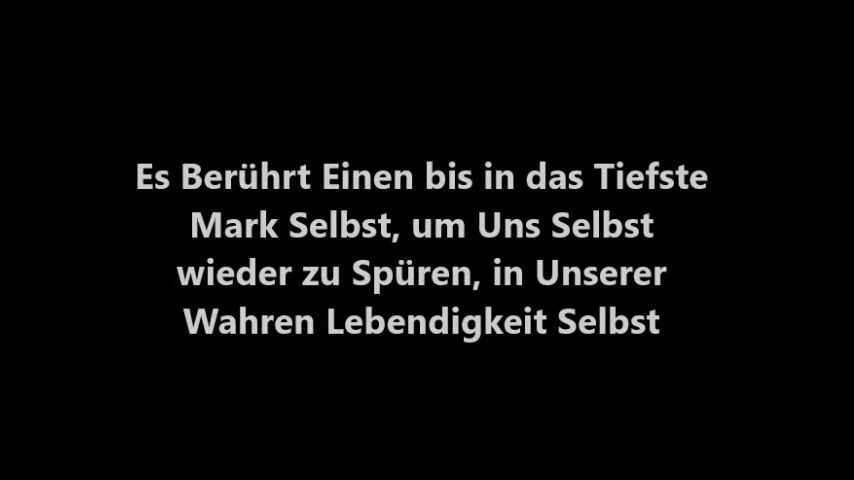 Es Berührt Einen bis in das Tiefste
Mark Selbst, um Uns Selbst
wieder zu Spüren, in Unserer
Wahren Lebendigkeit Selbst